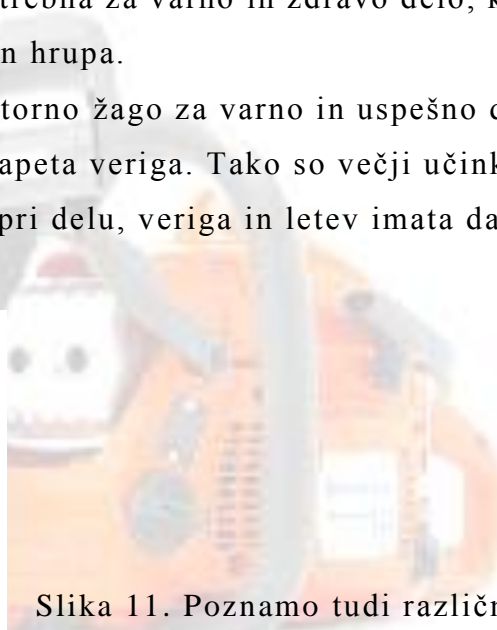 trebna za varno in zdravo delo, k
n hrupa.
torno žago za varno in uspešno d
apeta veriga. Tako so večji učink
pri delu, veriga in letev imata da
Slika 11. Poznamo tudi različn